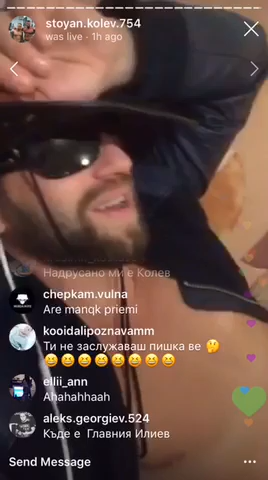 stoyan.kolev.754
was live · 1h ago
Надрусано ми е Колев
chepkam.vulna
Are manqk priemi
kooidalipoznavamm
Ти не заслужаваш пишка ве 🤔
😆😆😆😆😆😆😆😆
ellii_ann
Ahahahhaah
aleks.georgiev.524
Къде е Главния Илиев
Send Message